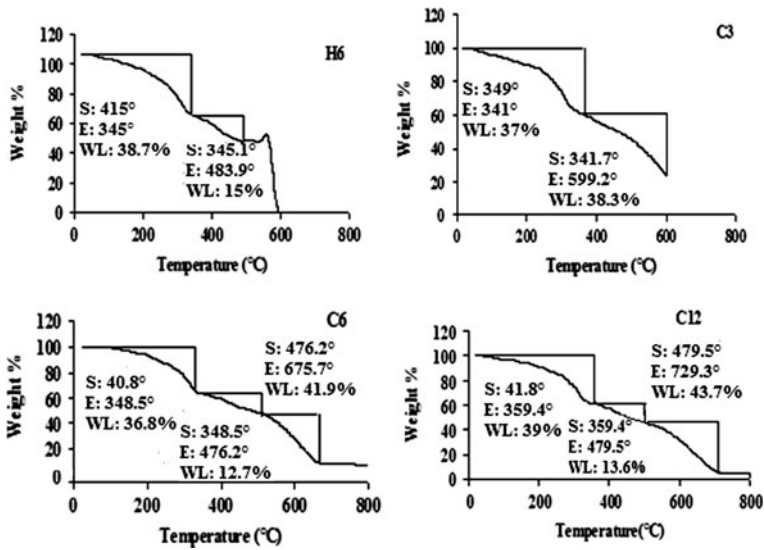 H6
120
100
80
60
40
20
0
Weight %
S: 415°
E: 345°
WL: 38.7%
S: 345.1°
E: 483.9°
WL: 15%
0 200 400 600 800
Temperature (°C)
C3
120
100
80
60
40
20
0
Weight %
S: 349°
E: 341°
WL: 37%
S: 341.7°
E: 599.2°
WL: 38.3%
0 200 400 600 800
Temperature (°C)
C6
120
100
80
60
40
20
0
Weight %
S: 40.8°
E: 348.5°
WL: 36.8%
S: 348.5°
E: 476.2°
WL: 12.7%
S: 476.2°
E: 675.7°
WL: 41.9%
0 200 400 600 800
Temperature (°C)
C12
120
100
80
60
40
20
0
Weight %
S: 41.8°
E: 359.4°
WL: 39%
S: 359.4°
E: 479.5°
WL: 13.6%
S: 479.5°
E: 729.3°
WL: 43.7%
0 200 400 600 800
Temperature(°C)